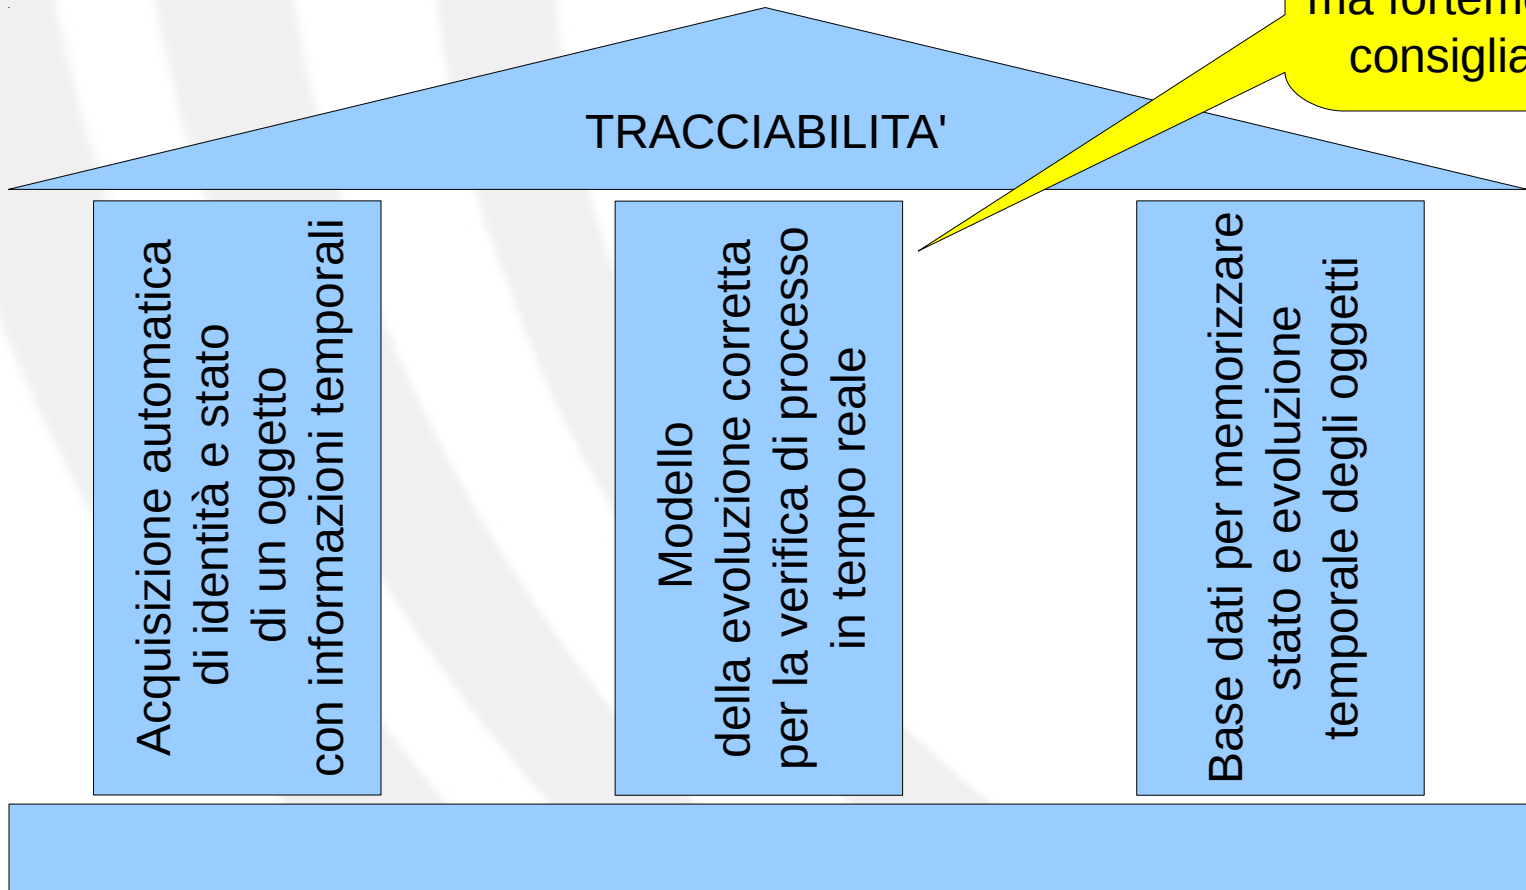 ma
consiglia
TRACCIABILITA'
Acquisizione automatica
di identità e stato
di un oggetto
con informazioni temporali
Modello
della evoluzione corretta
per la verifica di processo
in tempo reale
Base dati per memorizzare
stato e evoluzione
temporale degli oggetti